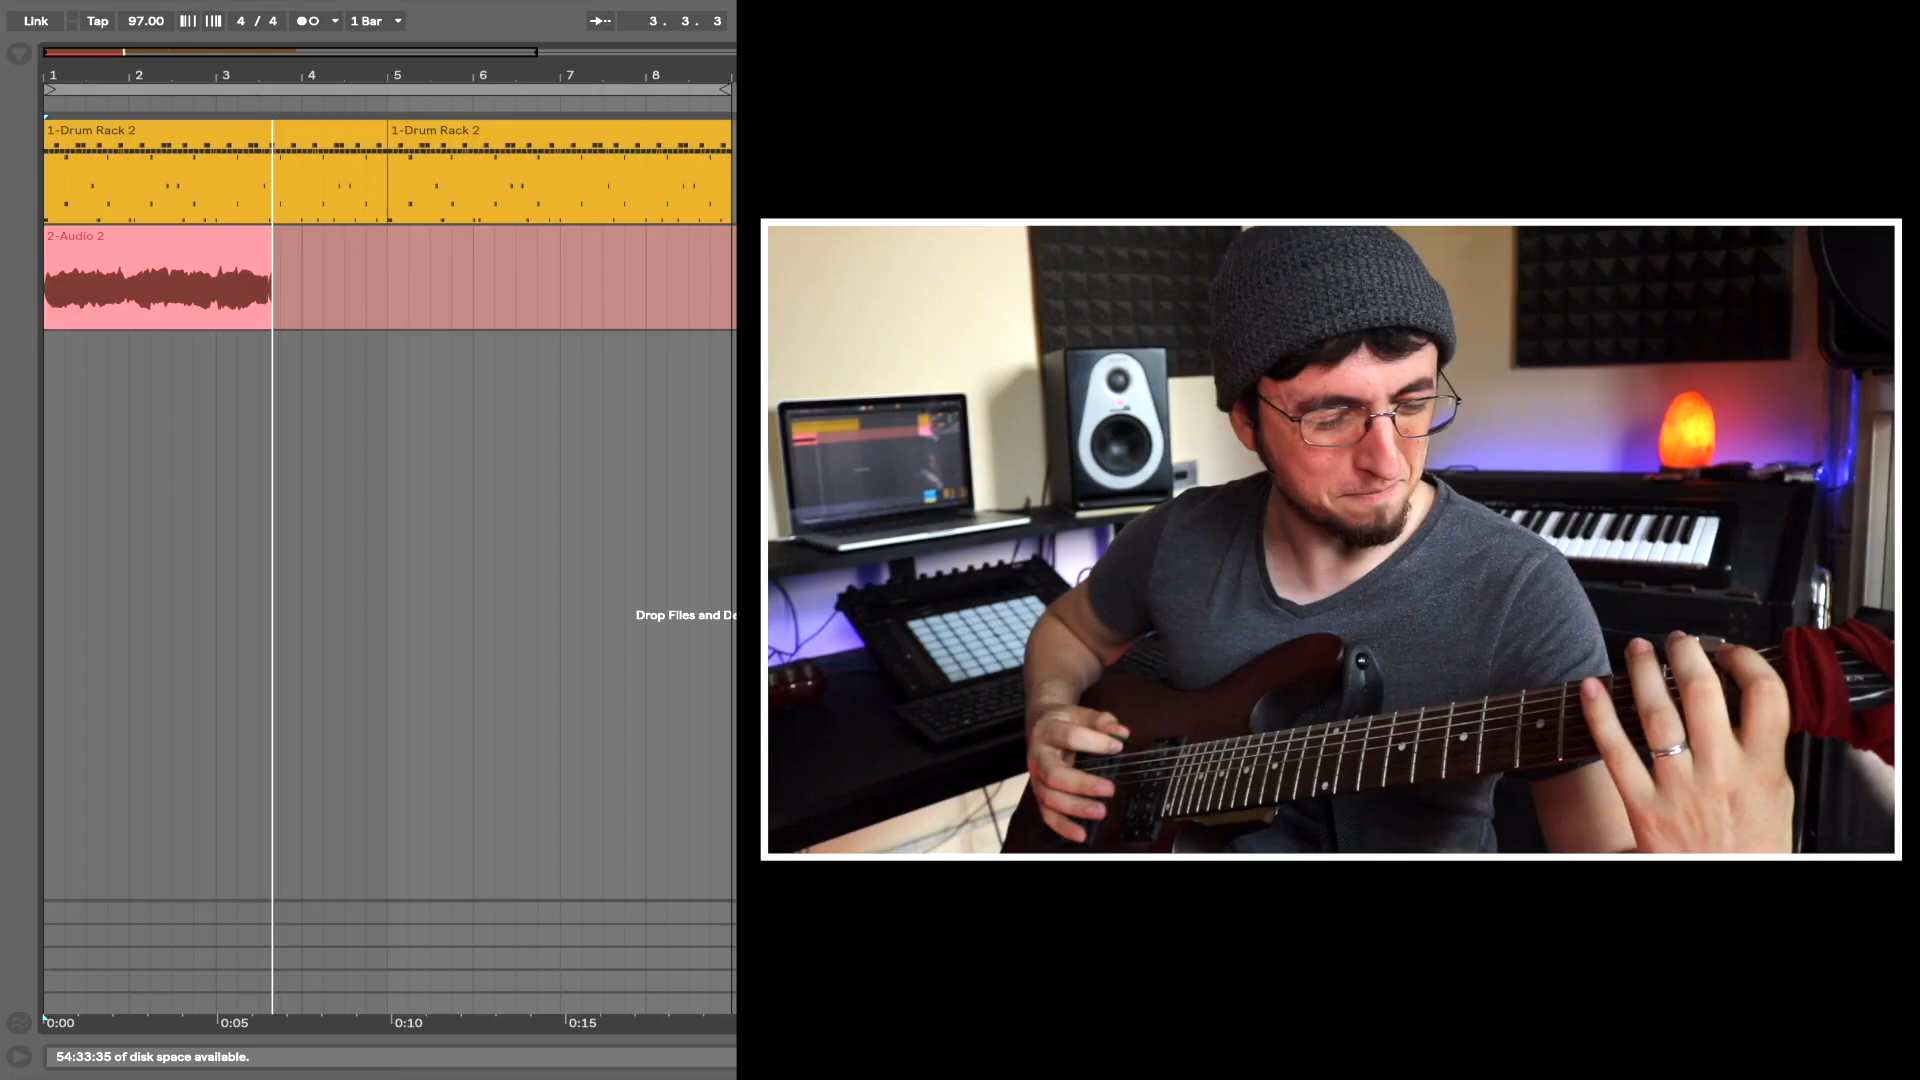 Link Tap 97.00 4 / 4 1 Bar 3. 3. 3
1 2 3 4 5 6 7 8
1-Drum Rack 2 1-Drum Rack 2
2-Audio 2
Drop Files and De
0:00 0:05 0:10 0:15
54:33:35 of disk space available.